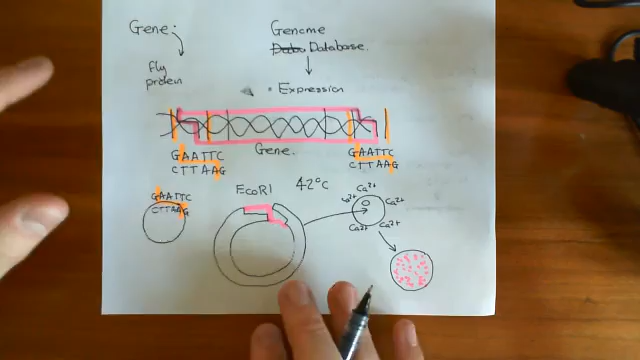 Gene:
Genome
Database.
fly
protein
= Expression
GAATTC
CTTAAG
Gene.
GAATTC
CTTAAG
GAATTC
CTTAAG
EcoRI
42°C
Ca2+
Ca2+
Ca2+
Ca2+
Ca2+